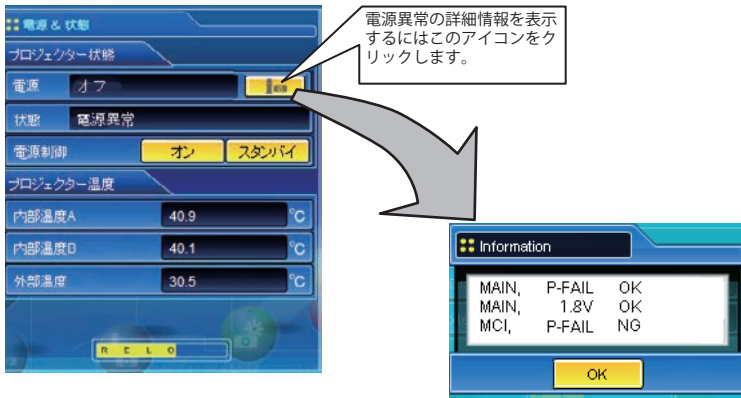 電源 & 状態
プロジェクター状態
電源 オフ
状態 電源異常
電源制御 オン スタンバイ
プロジェクター温度
内部温度A 40.9 ℃
内部温度B 40.1 ℃
外部温度 30.5 ℃
R E L O
電源異常の詳細情報を表示
するにはこのアイコンをク
リックします。
Information
MAIN, P-FAIL OK
MAIN, 1.8V OK
MCI, P-FAIL NG
OK